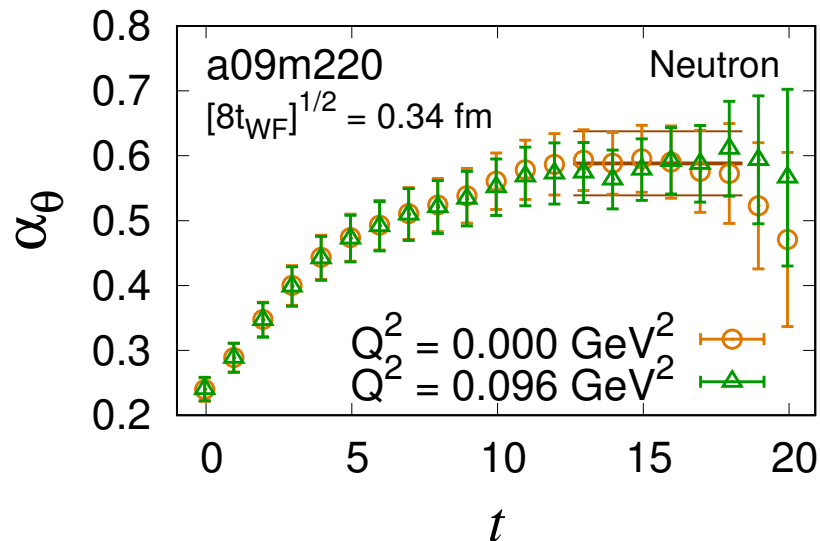 0.8
0.7
0.6
0.5
0.4
0.3
0.2
α_θ
a09m220
Neutron
[8t_WF]^1/2 = 0.34 fm
Q^2 = 0.000 GeV^2
Q^2 = 0.096 GeV^2
0 5 10 15 20
t